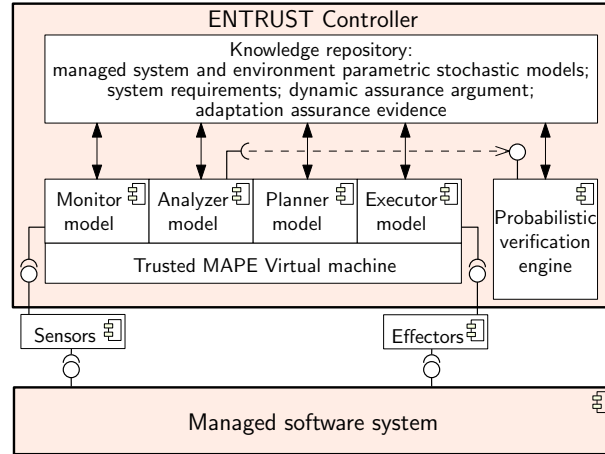 ENTRUST Controller
Knowledge repository:
managed system and environment parametric stochastic models;
system requirements; dynamic assurance argument;
adaptation assurance evidence
Monitor
model
Analyzer
model
Planner
model
Executor
model
Probabilistic
verification
engine
Trusted MAPE Virtual machine
Sensors
Effectors
Managed software system